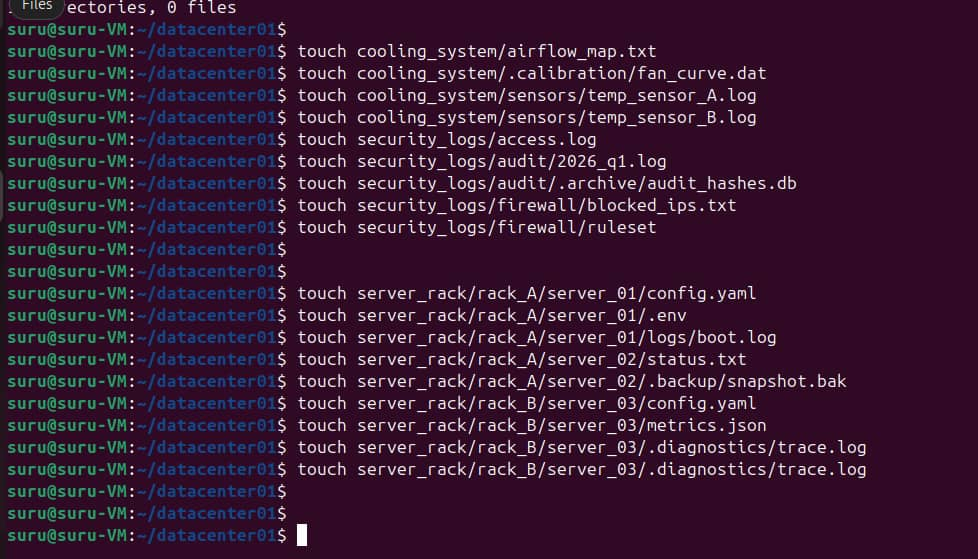 Files
ectories, 0 files
suru@suru-VM:~/datacenter01$
suru@suru-VM:~/datacenter01$ touch cooling_system/airflow_map.txt
suru@suru-VM:~/datacenter01$ touch cooling_system/.calibration/fan_curve.dat
suru@suru-VM:~/datacenter01$ touch cooling_system/sensors/temp_sensor_A.log
suru@suru-VM:~/datacenter01$ touch cooling_system/sensors/temp_sensor_B.log
suru@suru-VM:~/datacenter01$ touch security_logs/access.log
suru@suru-VM:~/datacenter01$ touch security_logs/audit/2026_q1.log
suru@suru-VM:~/datacenter01$ touch security_logs/audit/.archive/audit_hashes.db
suru@suru-VM:~/datacenter01$ touch security_logs/firewall/blocked_ips.txt
suru@suru-VM:~/datacenter01$ touch security_logs/firewall/ruleset
suru@suru-VM:~/datacenter01$
suru@suru-VM:~/datacenter01$
suru@suru-VM:~/datacenter01$ touch server_rack/rack_A/server_01/config.yaml
suru@suru-VM:~/datacenter01$ touch server_rack/rack_A/server_01/.env
suru@suru-VM:~/datacenter01$ touch server_rack/rack_A/server_01/logs/boot.log
suru@suru-VM:~/datacenter01$ touch server_rack/rack_A/server_02/status.txt
suru@suru-VM:~/datacenter01$ touch server_rack/rack_A/server_02/.backup/snapshot.bak
suru@suru-VM:~/datacenter01$ touch server_rack/rack_B/server_03/config.yaml
suru@suru-VM:~/datacenter01$ touch server_rack/rack_B/server_03/metrics.json
suru@suru-VM:~/datacenter01$ touch server_rack/rack_B/server_03/.diagnostics/trace.log
suru@suru-VM:~/datacenter01$ touch server_rack/rack_B/server_03/.diagnostics/trace.log
suru@suru-VM:~/datacenter01$
suru@suru-VM:~/datacenter01$
suru@suru-VM:~/datacenter01$